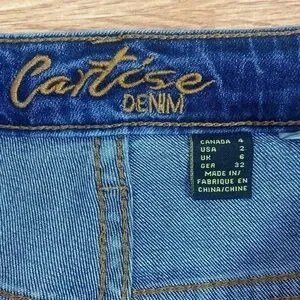 Cartise
DENIM
CANADA 4
USA 2
UK 6
GER 32
MADE IN/
FABRIQUE EN
CHINA/CHINE